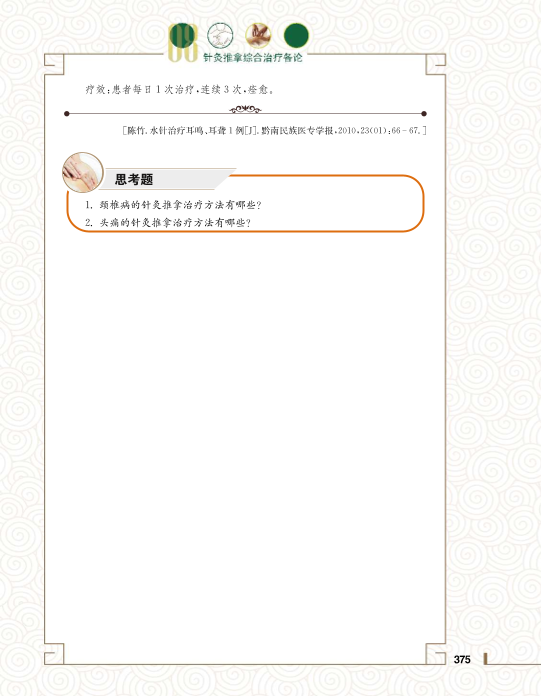 08
针灸推拿综合治疗各论
疗效：患者每日1次治疗，连续3次，痊愈。
[陈竹.水针治疗耳鸣、耳聋1例[J].黔南民族医专学报，2010，23(01)：66－67.]
思考题
1. 颈椎病的针灸推拿治疗方法有哪些？
2. 头痛的针灸推拿治疗方法有哪些？
375